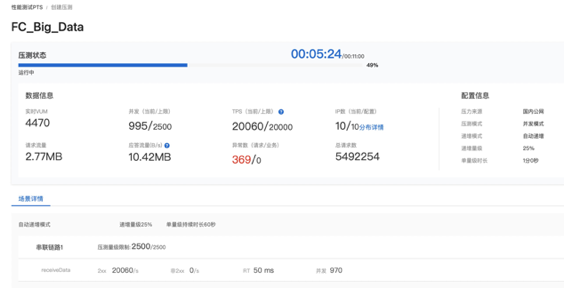 性能测试PTS / 创建压测
FC_Big_Data
压测状态
00:05:24/00:11:00
49%
运行中
数据信息
配置信息
实时VUM
并发（当前/上限）
TPS（当前/上限）
IP数（当前/配置）
4470
995/2500
20060/20000
10/10分布详情
请求流量
应答流量(B/s)
异常数（请求/业务）
总请求数
2.77MB
10.42MB
369/0
5492254
压力来源 国内公网
压测模式 并发模式
递增模式 自动递增
递增量级 25%
单量级时长 1分0秒
场景详情
自动递增模式 递增量级25% 单量级持续时长60秒
串联链路1 压测量级限制: 2500/2500
receiveData 2xx 20060/s 非2xx 0/s RT 50 ms 并发 970